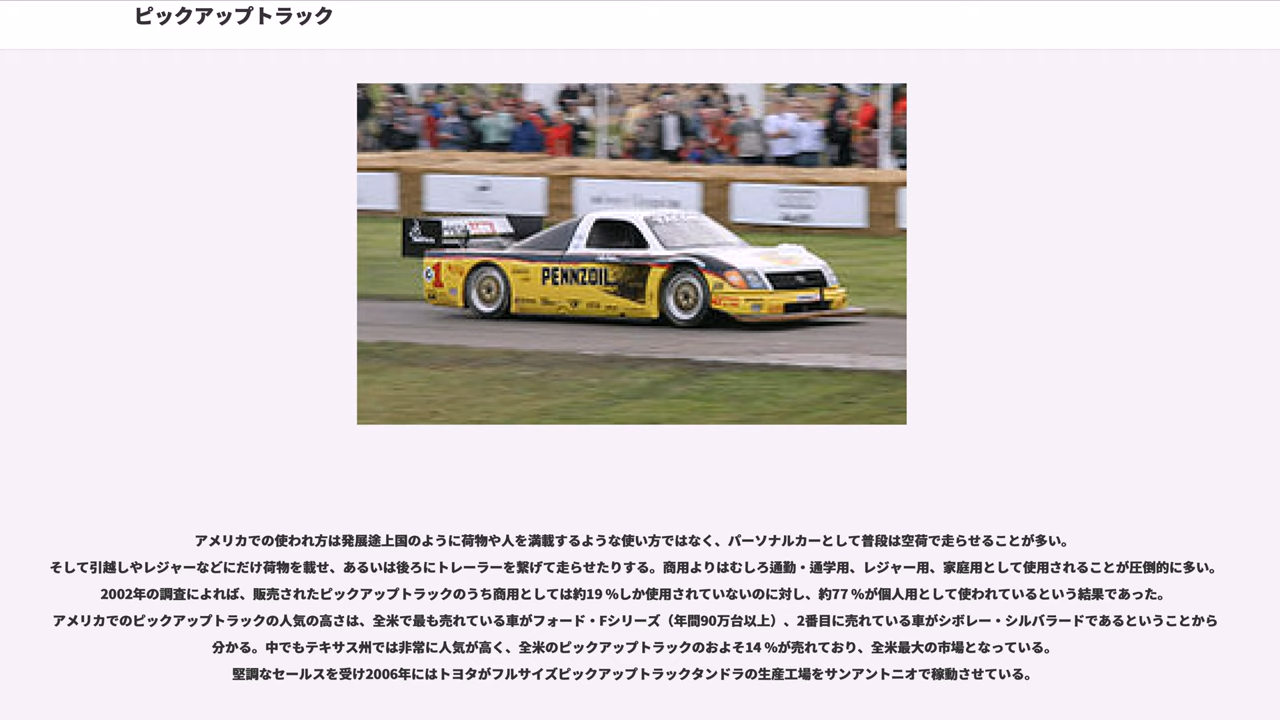 ピックアップトラック
PENNZOIL
1
アメリカでの使われ方は発展途上国のように荷物や人を満載するような使い方ではなく、パーソナルカーとして普段は空荷で走らせることが多い。
そして引越しやレジャーなどにだけ荷物を載せ、あるいは後ろにトレーラーを繋げて走らせたりする。商用よりはむしろ通勤・通学用、レジャー用、家庭用として使用されることが圧倒的に多い。
2002年の調査によれば、販売されたピックアップトラックのうち商用としては約19 %しか使用されていないのに対し、約77 %が個人用として使われているという結果であった。
アメリカでのピックアップトラックの人気の高さは、全米で最も売れている車がフォード・Fシリーズ（年間90万台以上）、2番目に売れている車がシボレー・シルバラードであるということから
分かる。中でもテキサス州では非常に人気が高く、全米のピックアップトラックのおよそ14 %が売れており、全米最大の市場となっている。
堅調なセールスを受け2006年にはトヨタがフルサイズピックアップトラックタンドラの生産工場をサンアントニオで稼動させている。